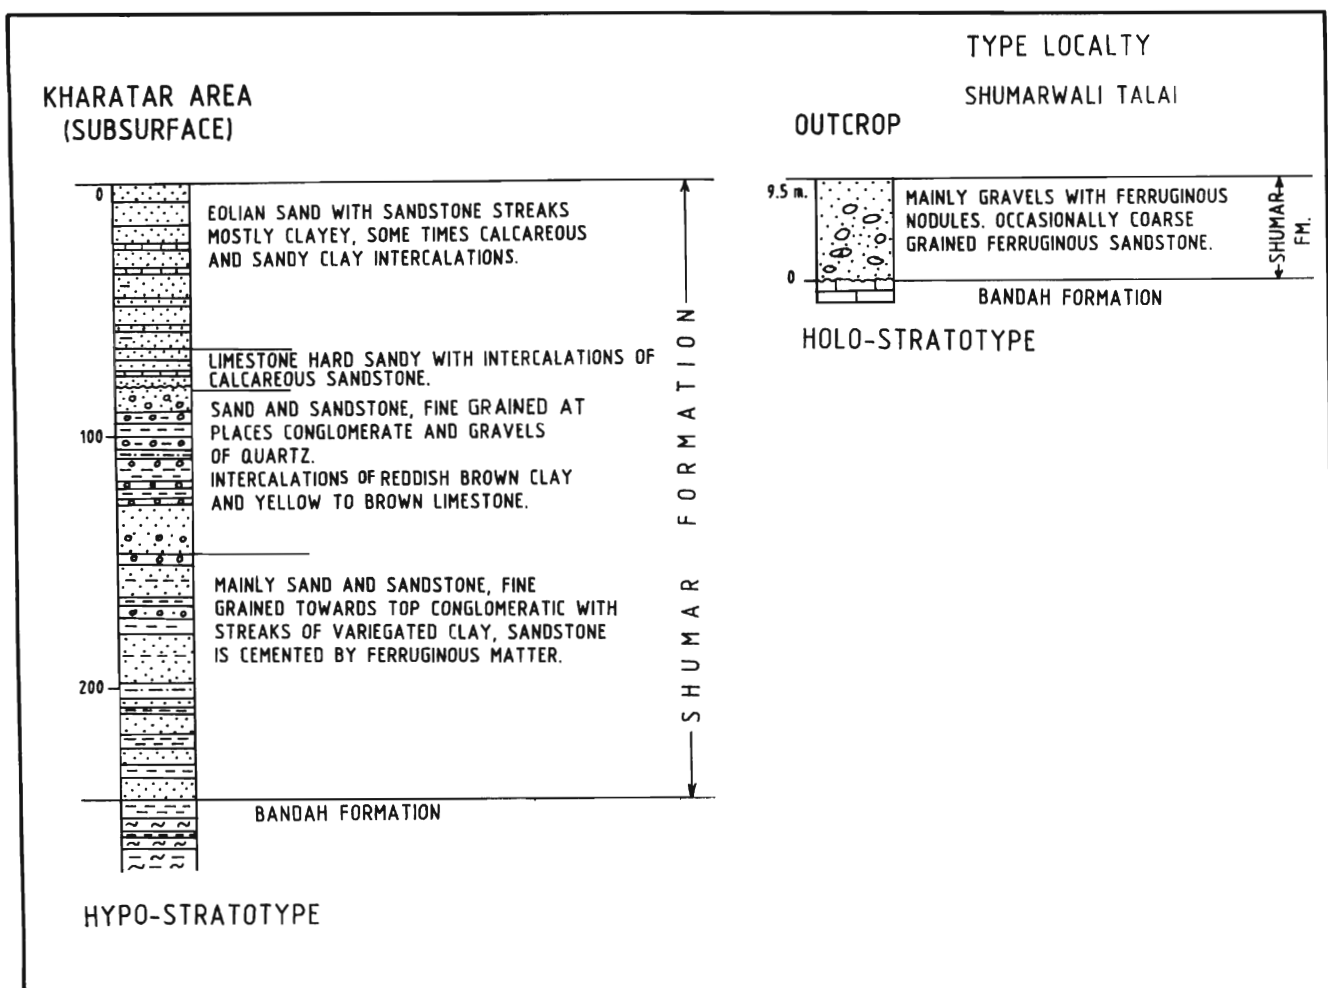 KHARATAR AREA
(SUBSURFACE)
0
100
200
EOLIAN SAND WITH SANDSTONE STREAKS
MOSTLY CLAYEY, SOME TIMES CALCAREOUS
AND SANDY CLAY INTERCALATIONS.
LIMESTONE HARD SANDY WITH INTERCALATIONS OF
CALCAREOUS SANDSTONE.
SAND AND SANDSTONE, FINE GRAINED AT
PLACES CONGLOMERATE AND GRAVELS
OF QUARTZ.
INTERCALATIONS OF REDDISH BROWN CLAY
AND YELLOW TO BROWN LIMESTONE.
MAINLY SAND AND SANDSTONE, FINE
GRAINED TOWARDS TOP CONGLOMERATIC WITH
STREAKS OF VARIEGATED CLAY, SANDSTONE
IS CEMENTED BY FERRUGINOUS MATTER.
BANDAH FORMATION
SHUMAR FORMATION
HYPO-STRATOTYPE
TYPE LOCALTY
SHUMARWALI TALAI
OUTCROP
9.5 m.
0
MAINLY GRAVELS WITH FERRUGINOUS
NODULES. OCCASIONALLY COARSE
GRAINED FERRUGINOUS SANDSTONE.
SHUMAR
FM.
BANDAH FORMATION
HOLO-STRATOTYPE